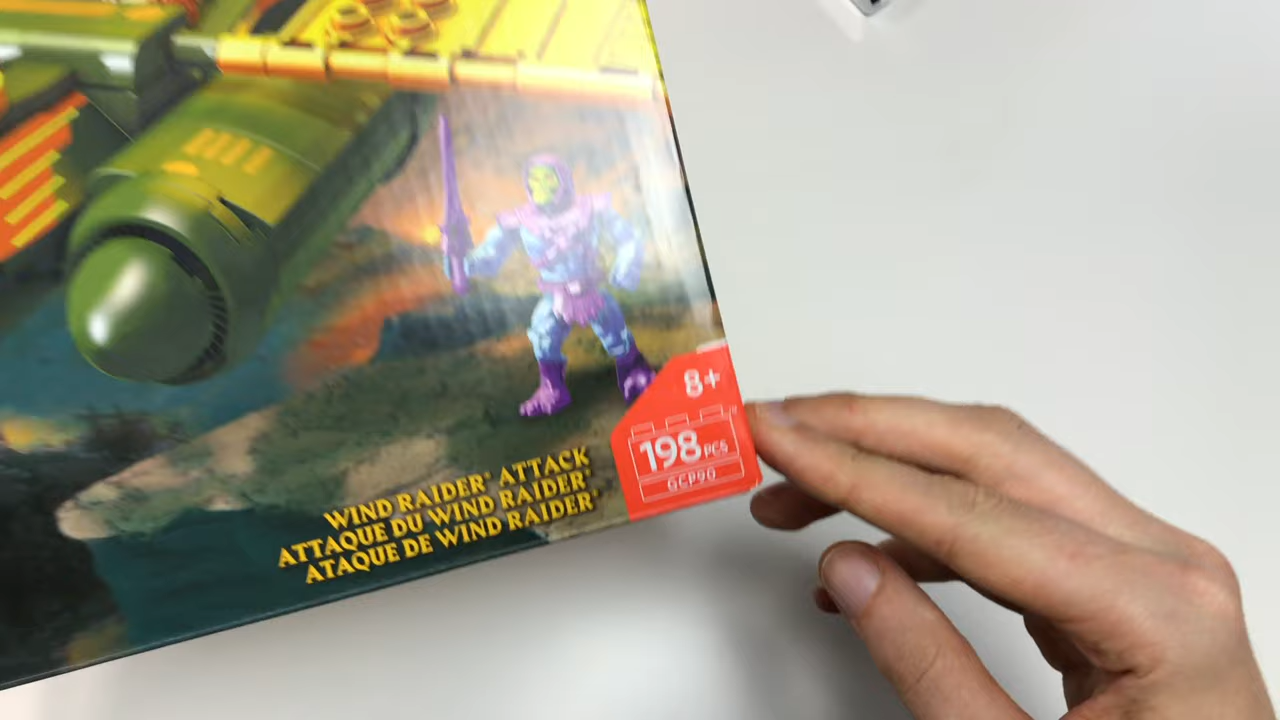 8+
198 PCS
GCP90
WIND RAIDER® ATTACK
ATTAQUE DU WIND RAIDER®
ATAQUE DE WIND RAIDER®